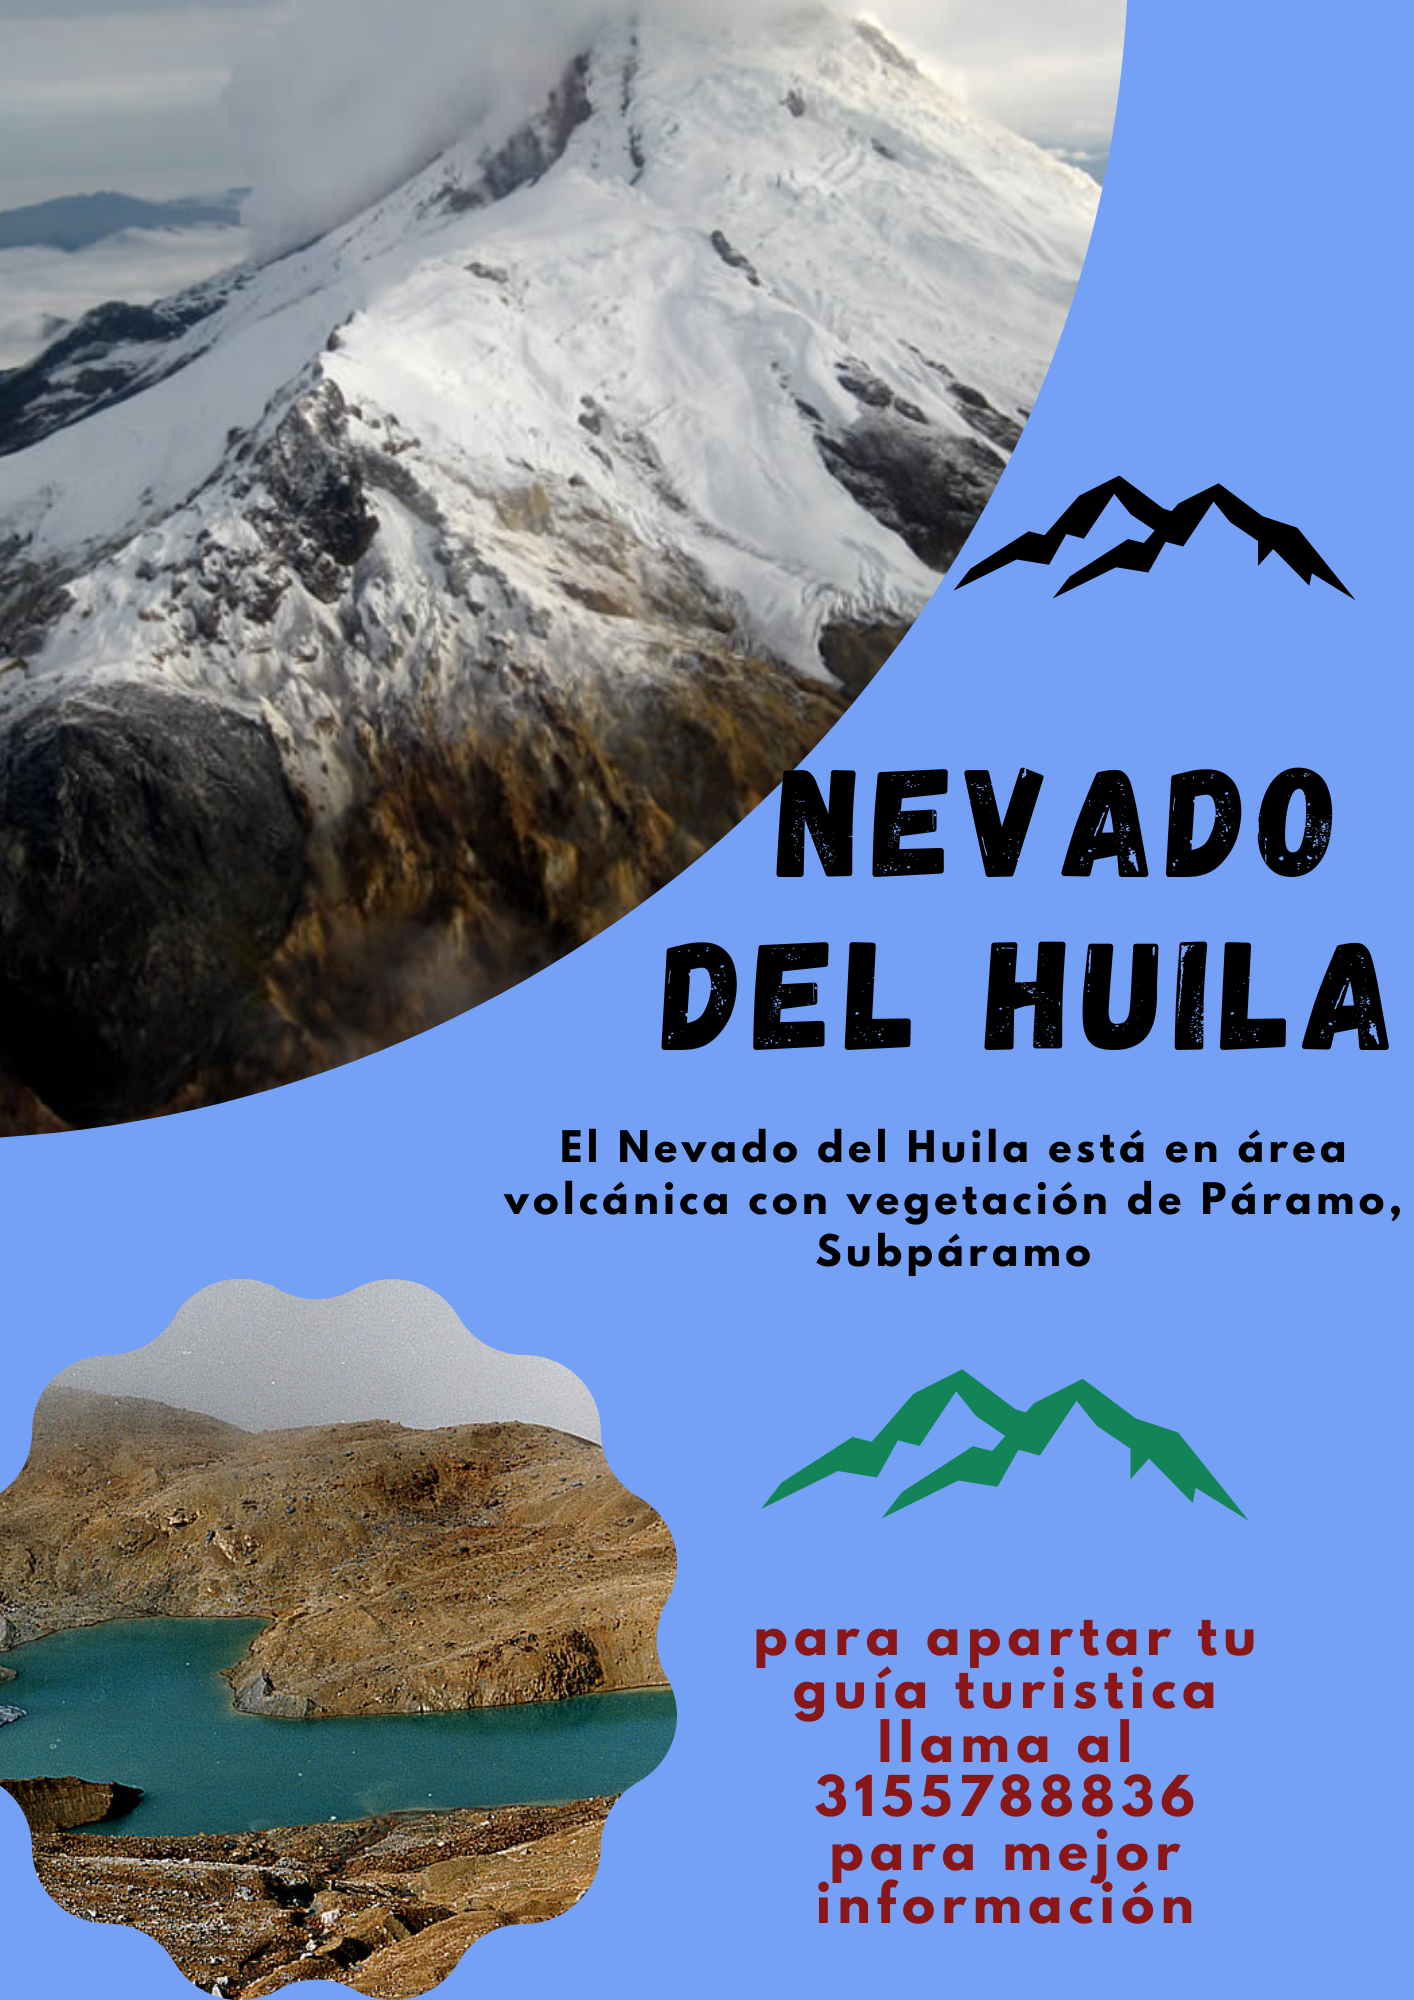 NEVADO
DEL HUILA
El Nevado del Huila está en área
volcánica con vegetación de Páramo,
Subpáramo
para apartar tu
guía turistica
llama al
3155788836
para mejor
información